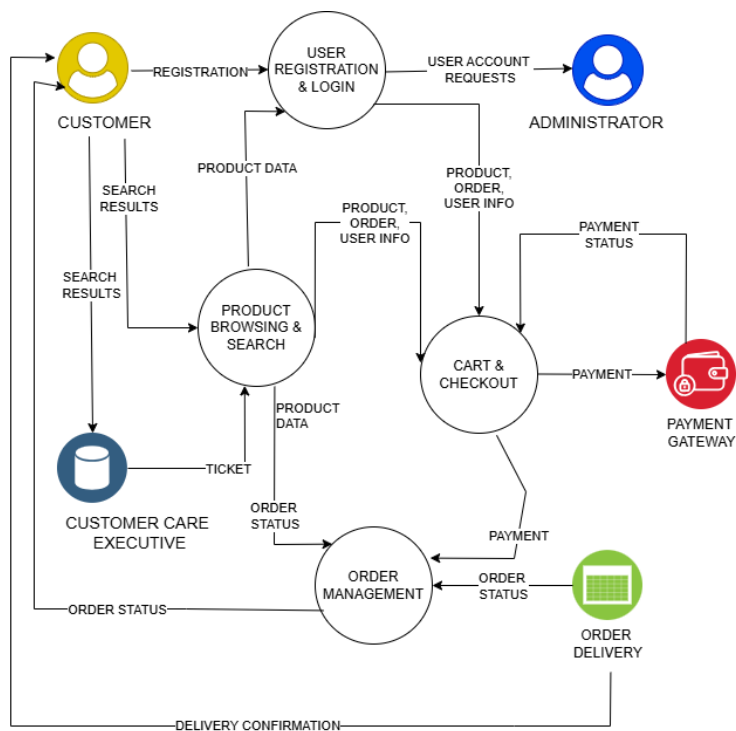 USER
REGISTRATION
& LOGIN
REGISTRATION
USER ACCOUNT
REQUESTS
CUSTOMER
ADMINISTRATOR
PRODUCT DATA
SEARCH
RESULTS
PRODUCT,
ORDER,
USER INFO
PRODUCT,
ORDER,
USER INFO
PAYMENT
STATUS
SEARCH
RESULTS
PRODUCT
BROWSING &
SEARCH
CART &
CHECKOUT
PAYMENT
PAYMENT
GATEWAY
PRODUCT
DATA
TICKET
CUSTOMER CARE
EXECUTIVE
ORDER
STATUS
PAYMENT
ORDER
MANAGEMENT
ORDER
STATUS
ORDER STATUS
ORDER
DELIVERY
DELIVERY CONFIRMATION